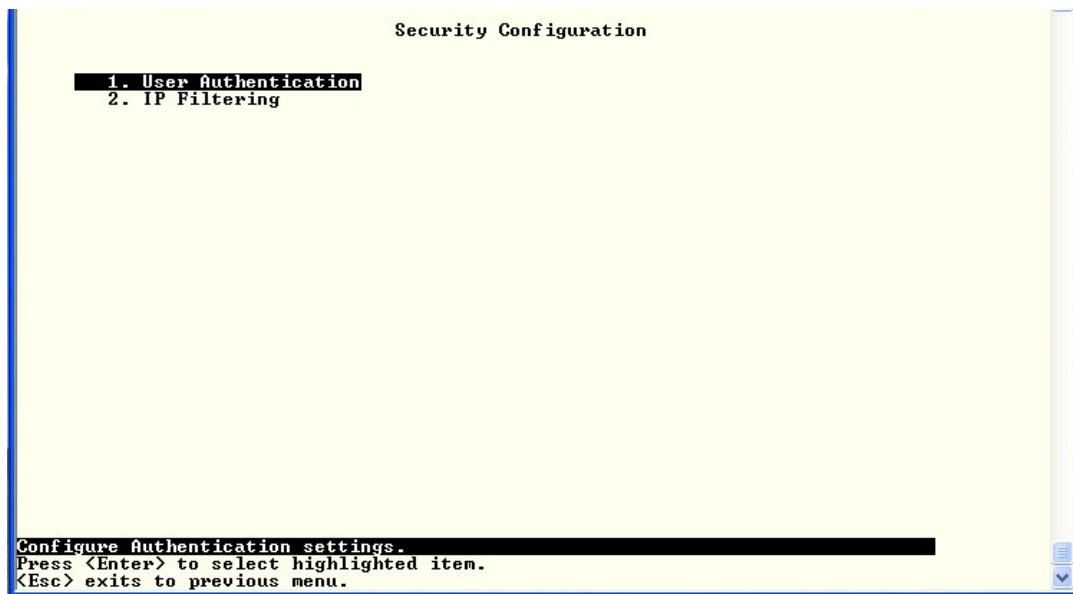 Security Configuration
1. User Authentication
2. IP Filtering
Configure Authentication settings.
Press <Enter> to select highlighted item.
<Esc> exits to previous menu.